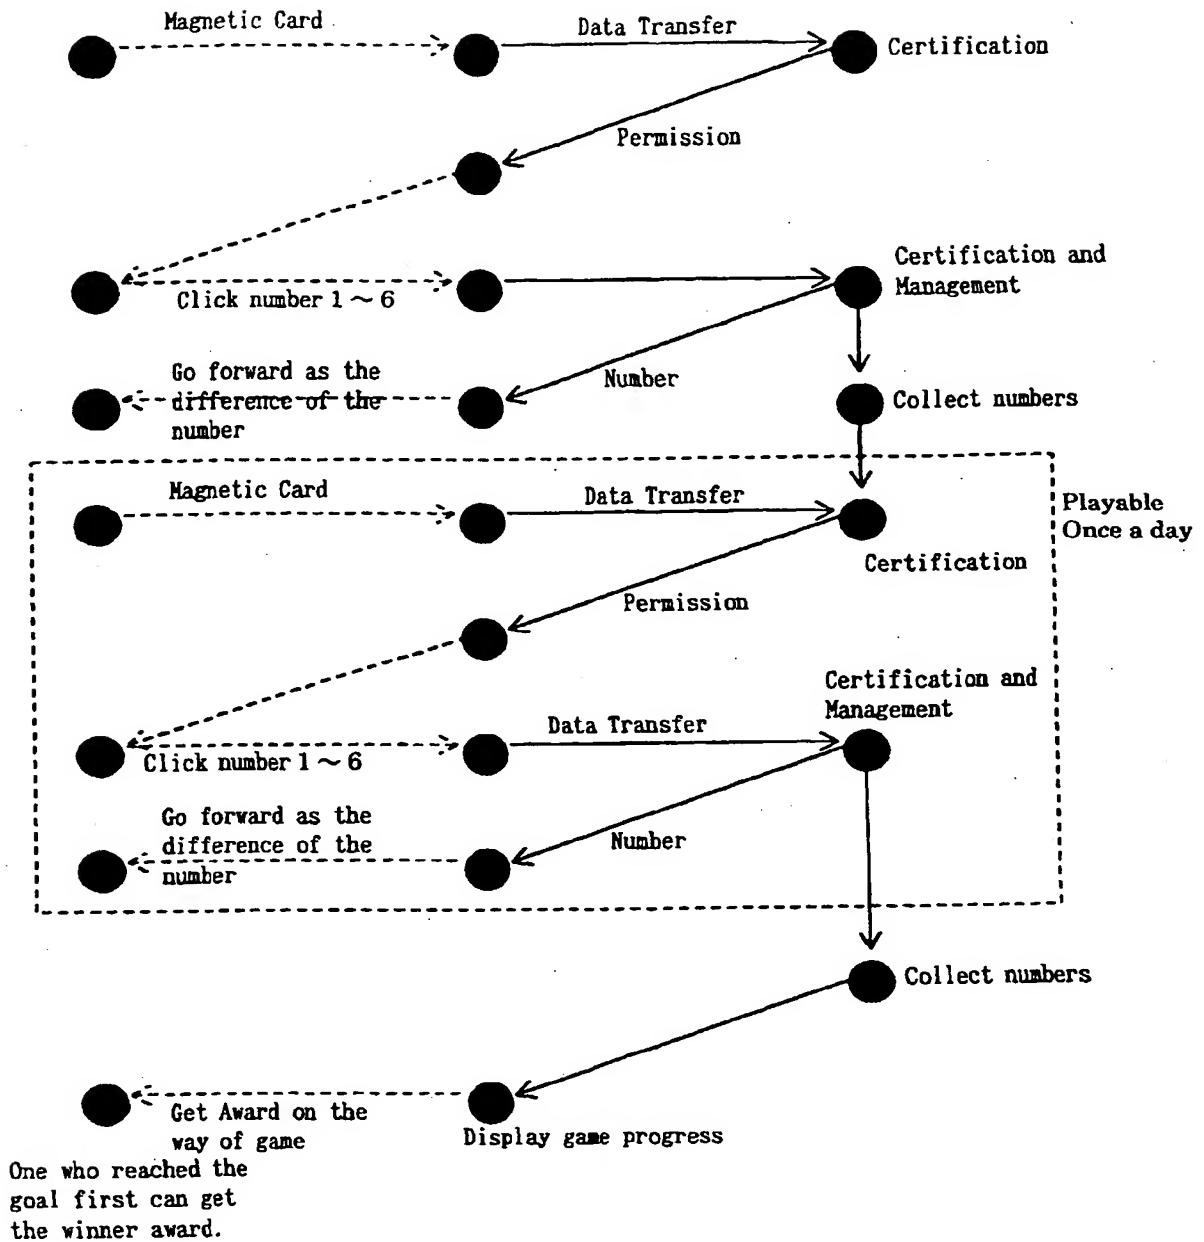 Magnetic Card
Data Transfer
Certification
Permission
Certification and
Management
Click number 1 ~ 6
Go forward as the
difference of the
number
Number
Collect numbers
Magnetic Card
Data Transfer
Playable
Once a day
Certification
Permission
Certification and
Management
Data Transfer
Click number 1 ~ 6
Go forward as the
difference of the
number
Number
Collect numbers
Get Award on the
way of game
Display game progress
One who reached the
goal first can get
the winner award.